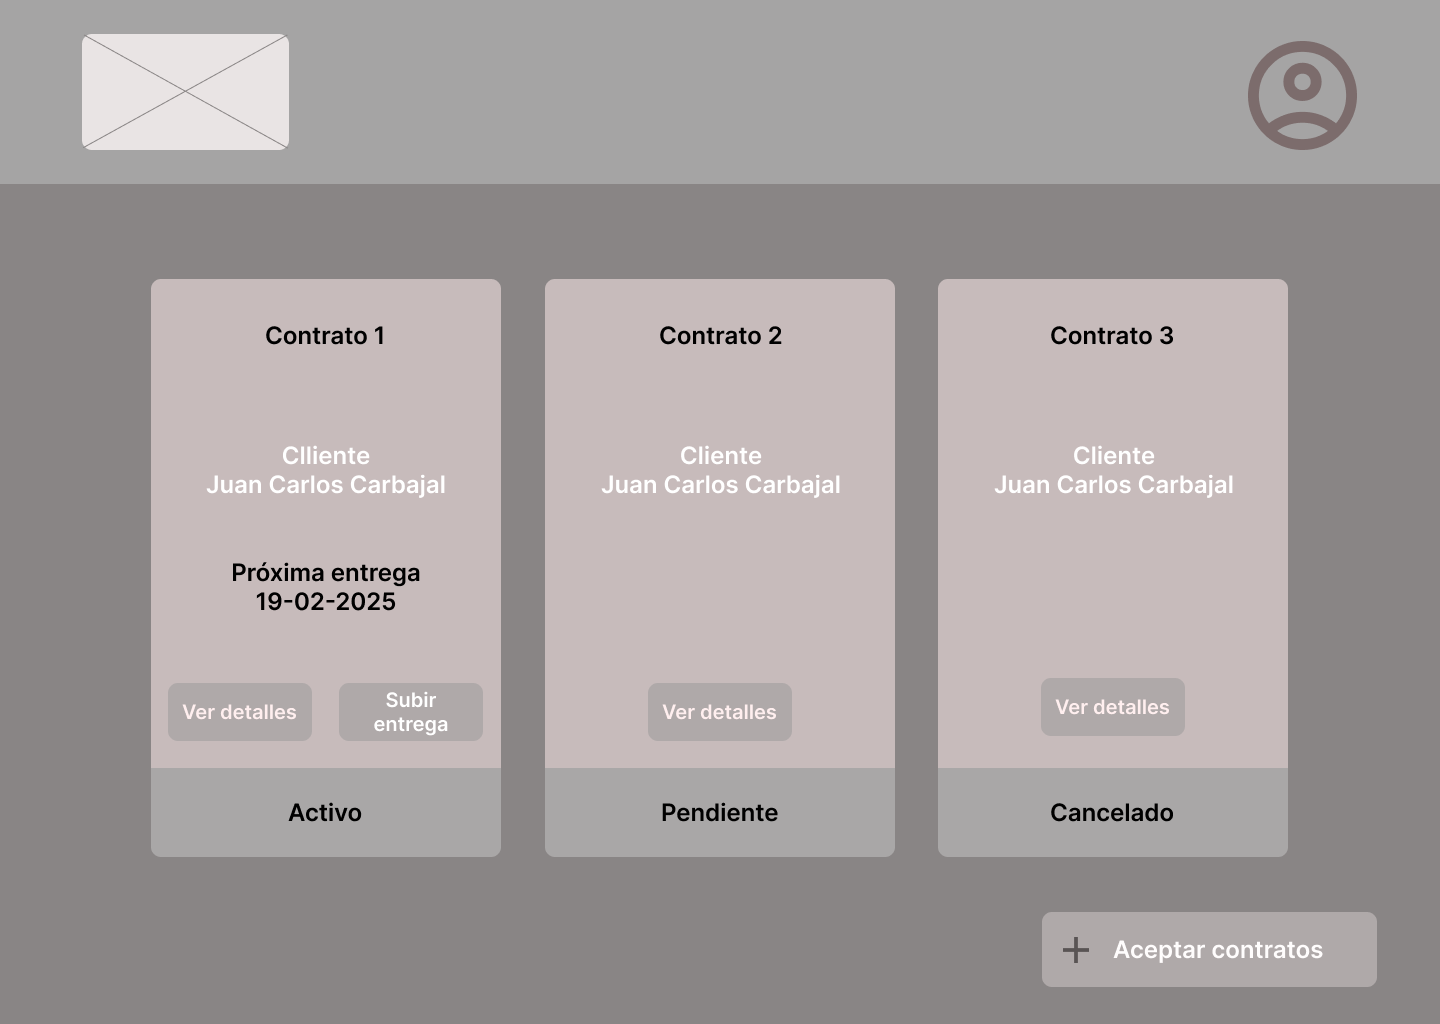 Contrato 1
Clliente
Juan Carlos Carbajal
Próxima entrega
19-02-2025
Ver detalles
Subir
entrega
Activo
Contrato 2
Cliente
Juan Carlos Carbajal
Ver detalles
Pendiente
Contrato 3
Cliente
Juan Carlos Carbajal
Ver detalles
Cancelado
Aceptar contratos